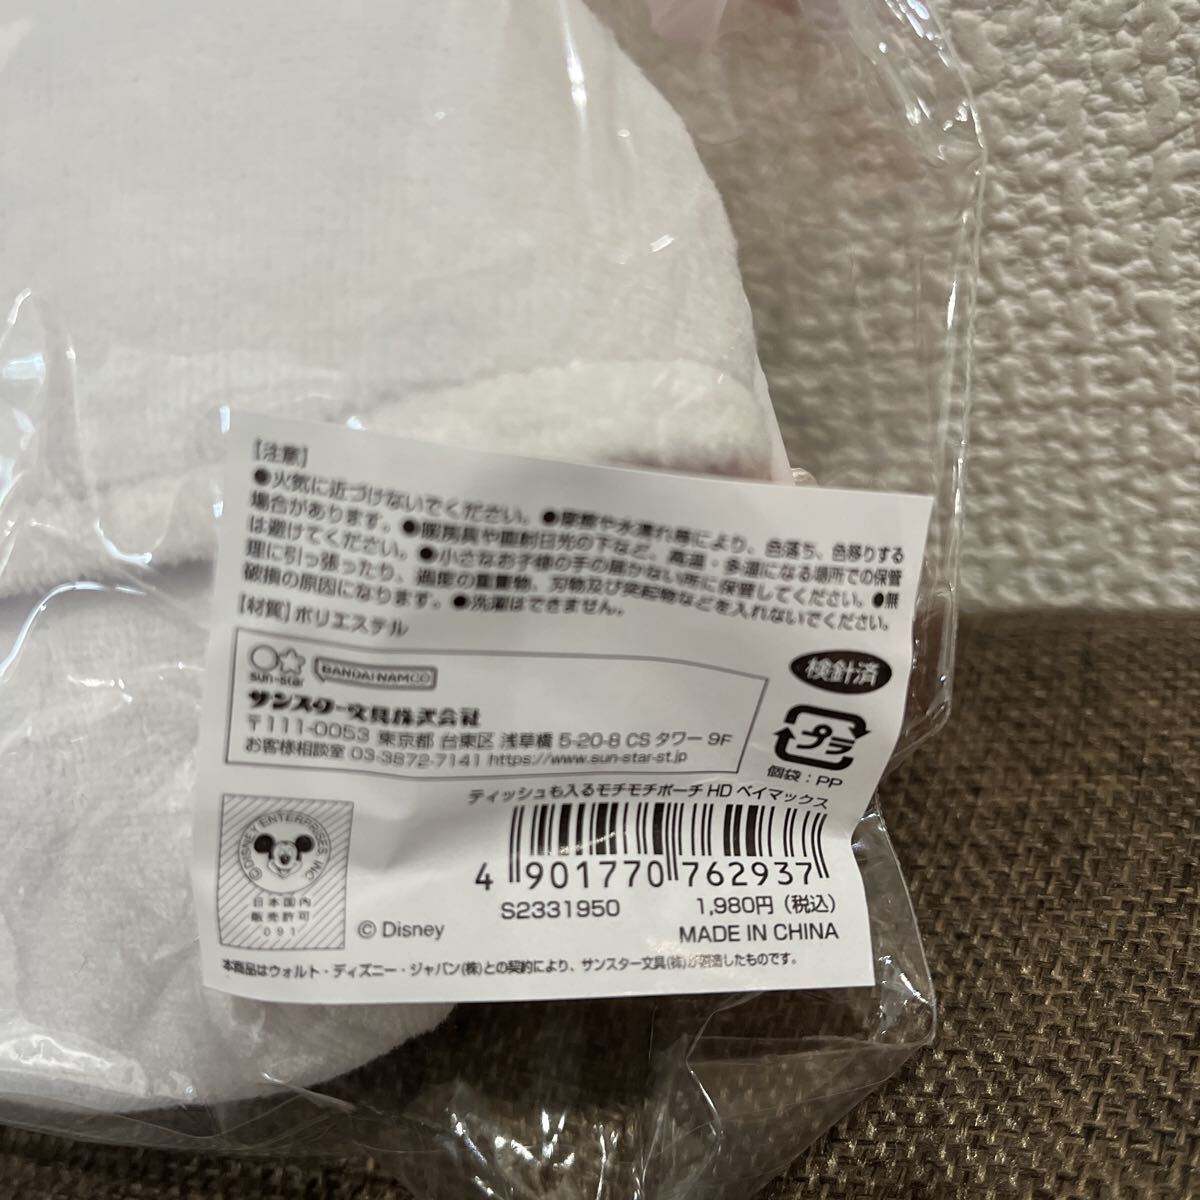 【注意】
●火気に近づけないでください。●摩擦や水濡れ等により、色落ち、色移りする
場合があります。●暖房具や直射日光の下など、高温・多湿になる場所での保管
は避けてください。●小さなお子様の手の届かない所に保管してください。●無
理に引っ張ったり、過度の重量物、刃物及び突起物などを入れないでください。
破損の原因になります。●洗濯はできません。
【材質】ポリエステル
sun-star BANDAI NAMCO
サンスター文具株式会社
〒111-0053 東京都 台東区 浅草橋 5-20-8 CS タワー 9F
お客様相談室 03-3872-7141 https://www.sun-star-st.jp
検針済
プラ
個袋：PP
ティッシュも入るモチモチポーチ HD ベイマックス
4 901770 762937
S2331950 1,980円（税込）
MADE IN CHINA
© DISNEY ENTERPRISES INC
日本国内
販売許可
091
© Disney
本商品はウォルト・ディズニー・ジャパン(株)との契約により、サンスター文具(株)が製造したものです。